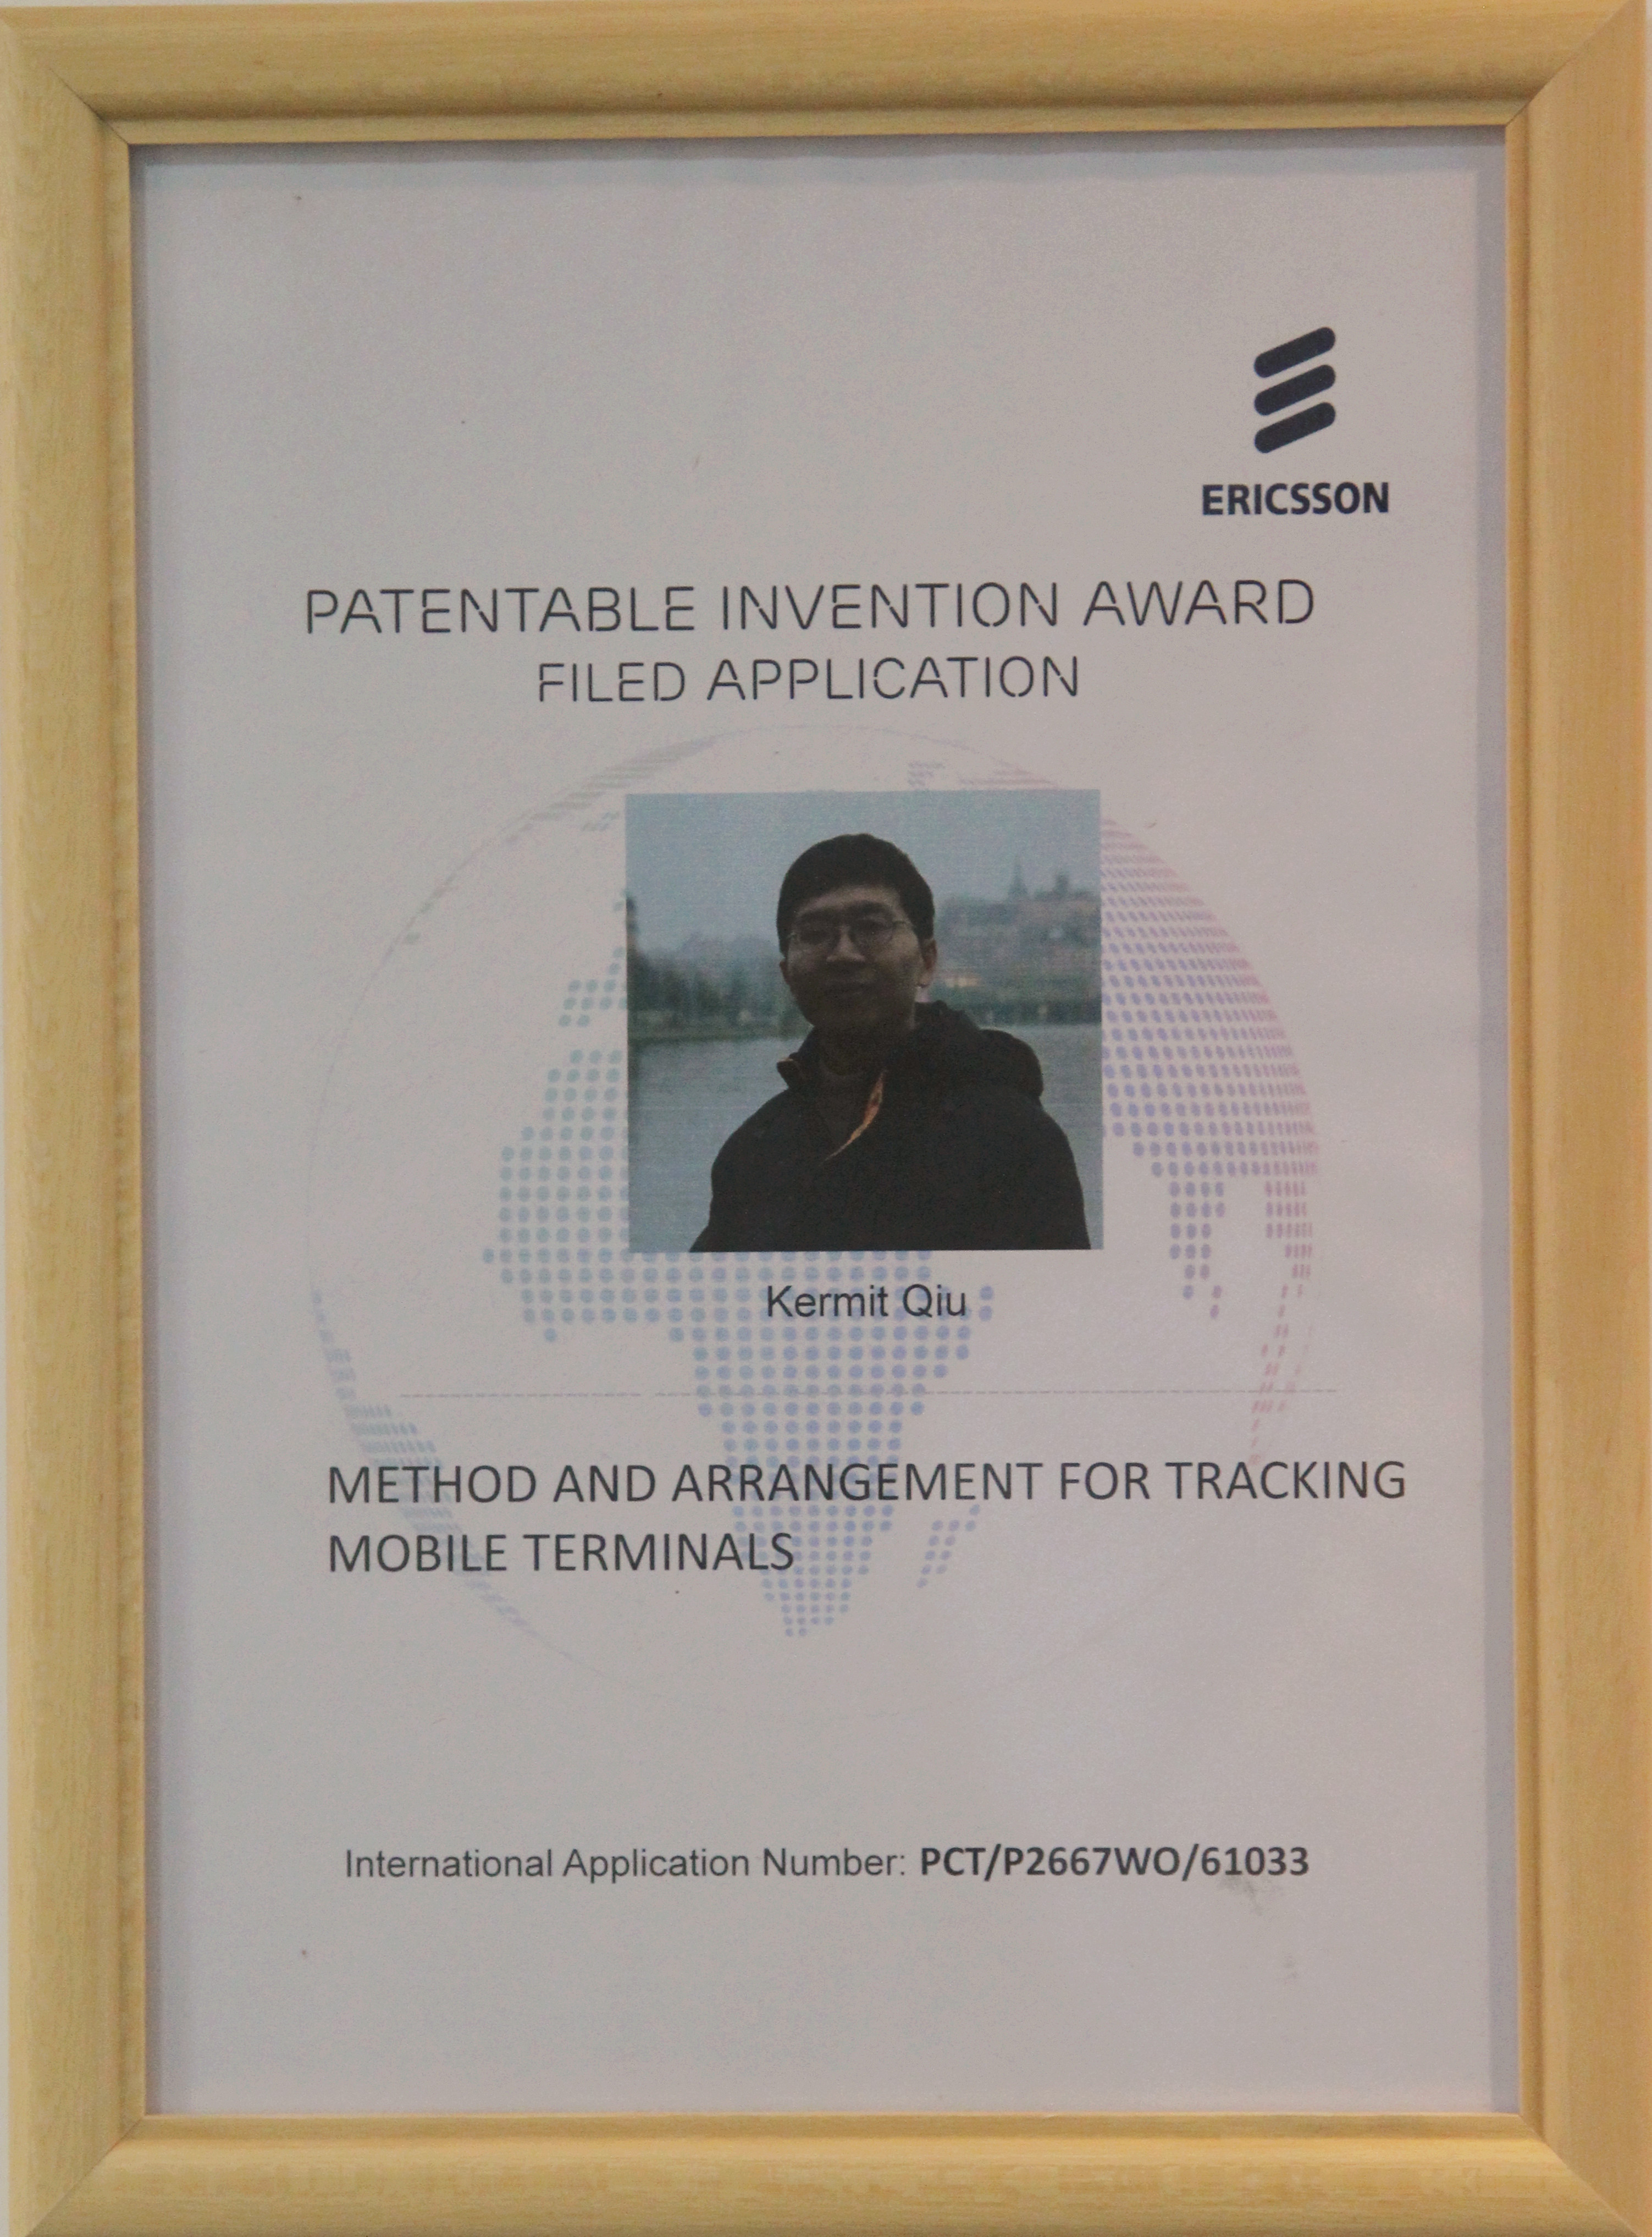 ERICSSON
PATENTABLE INVENTION AWARD
FILED APPLICATION
Kermit Qiu
METHOD AND ARRANGEMENT FOR TRACKING
MOBILE TERMINALS
International Application Number: PCT/P2667WO/61033